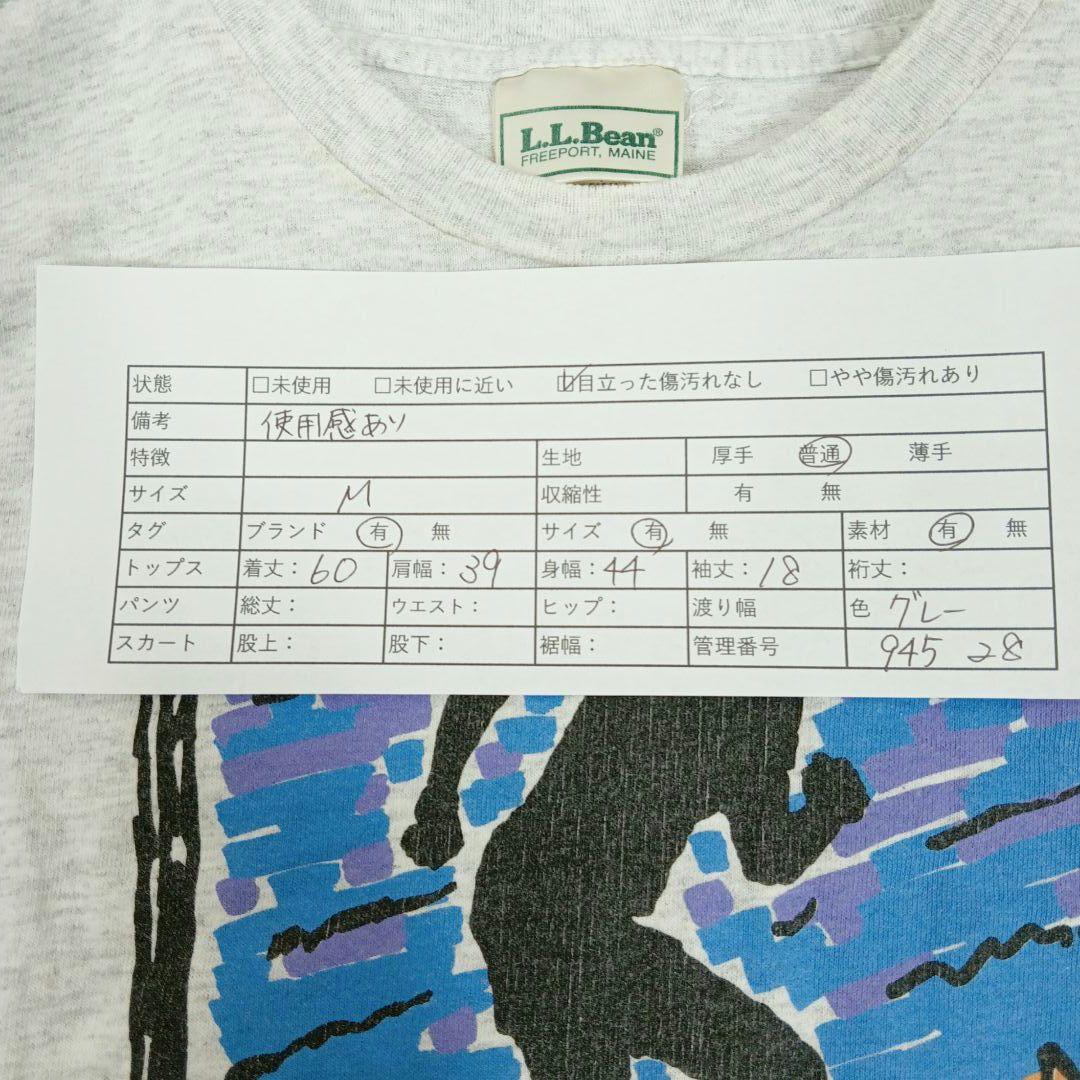 L.L.Bean®
FREEPORT, MAINE
状態 □未使用 □未使用に近い ☑目立った傷汚れなし □やや傷汚れあり
備考 使用感あり
特徴 生地 厚手 普通 薄手
サイズ M 収縮性 有 無
タグ ブランド 有 無 サイズ 有 無 素材 有 無
トップス 着丈：60 肩幅：39 身幅：44 袖丈：18 裄丈：
パンツ 総丈： ウエスト： ヒップ： 渡り幅 色 グレー
スカート 股上： 股下： 裾幅： 管理番号 945 28